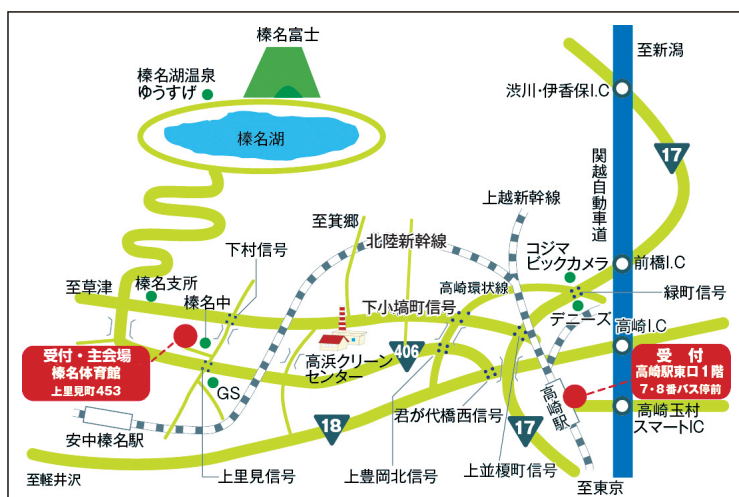 榛名富士
至新潟
榛名湖温泉
ゆうすげ
渋川・伊香保I.C
榛名湖
17
関越自動車道
上越新幹線
至箕郷
北陸新幹線
下村信号
コジマ
ビックカメラ
前橋I.C
榛名支所
至草津
高崎環状線
緑町信号
榛名中
下小塙町信号
デニーズ
高崎I.C
受付・主会場
榛名体育館
上里見町453
高浜クリーン
センター
406
受 付
高崎駅東口1階
7・8番バス停前
GS
高崎駅
君が代橋西信号
高崎玉村
スマートIC
18
17
安中榛名駅
上里見信号
上豊岡北信号
上並榎町信号
至軽井沢
至東京